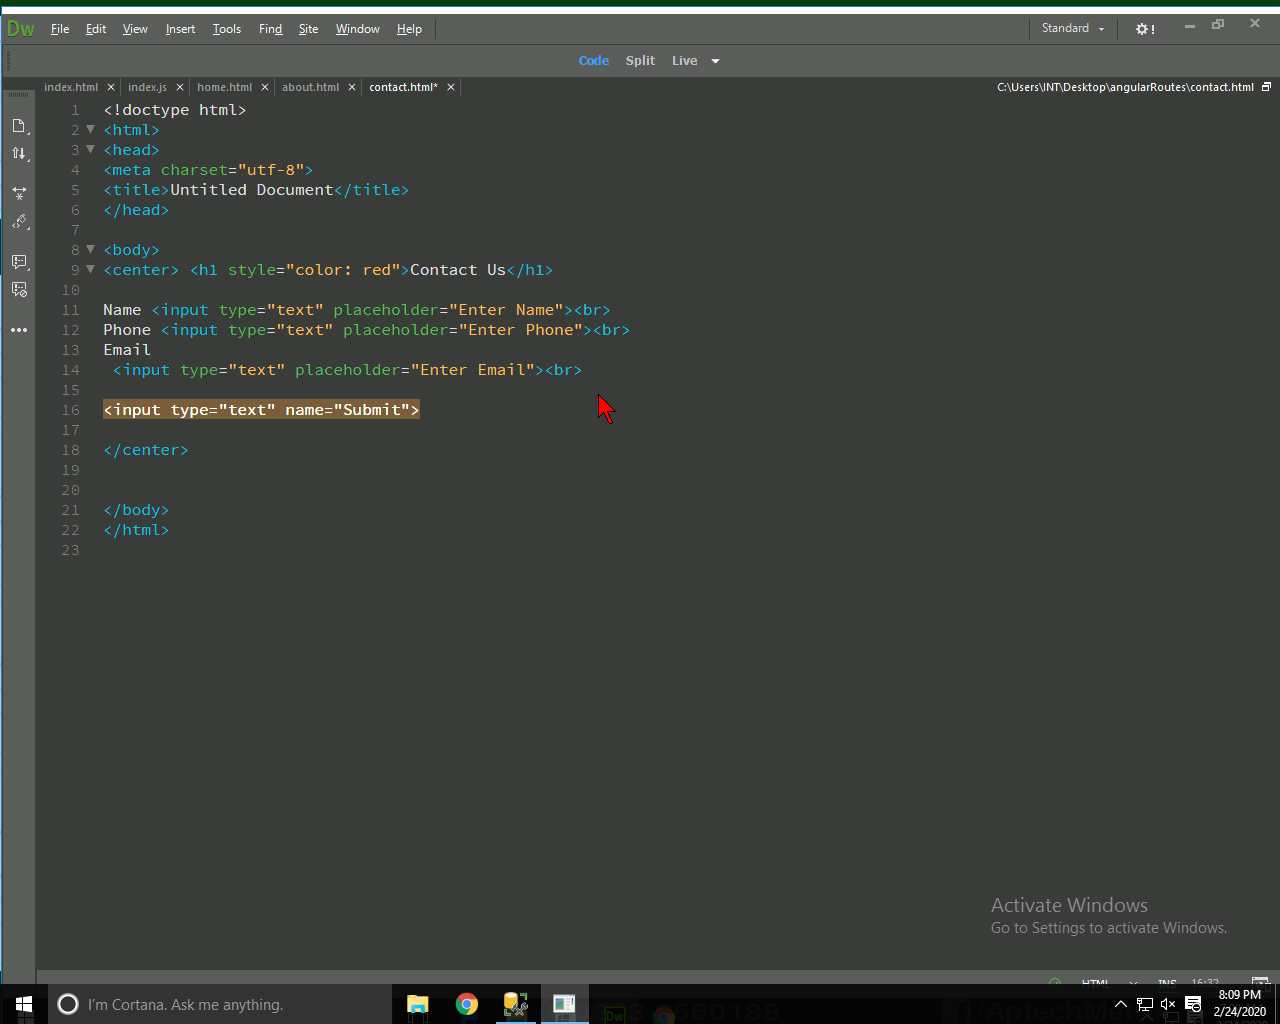 Dw File Edit View Insert Tools Find Site Window Help Standard
Code Split Live
index.html index.js home.html about.html contact.html* C:\Users\INT\Desktop\angularRoutes\contact.html
1 <!doctype html>
2 <html>
3 <head>
4 <meta charset="utf-8">
5 <title>Untitled Document</title>
6 </head>
7
8 <body>
9 <center> <h1 style="color: red">Contact Us</h1>
10
11 Name <input type="text" placeholder="Enter Name"><br>
12 Phone <input type="text" placeholder="Enter Phone"><br>
13 Email
14 <input type="text" placeholder="Enter Email"><br>
15
16 <input type="text" name="Submit">
17
18 </center>
19
20
21 </body>
22 </html>
23
Activate Windows
Go to Settings to activate Windows.
HTML INS 16:32
I'm Cortana. Ask me anything.
8:09 PM
2/24/2020